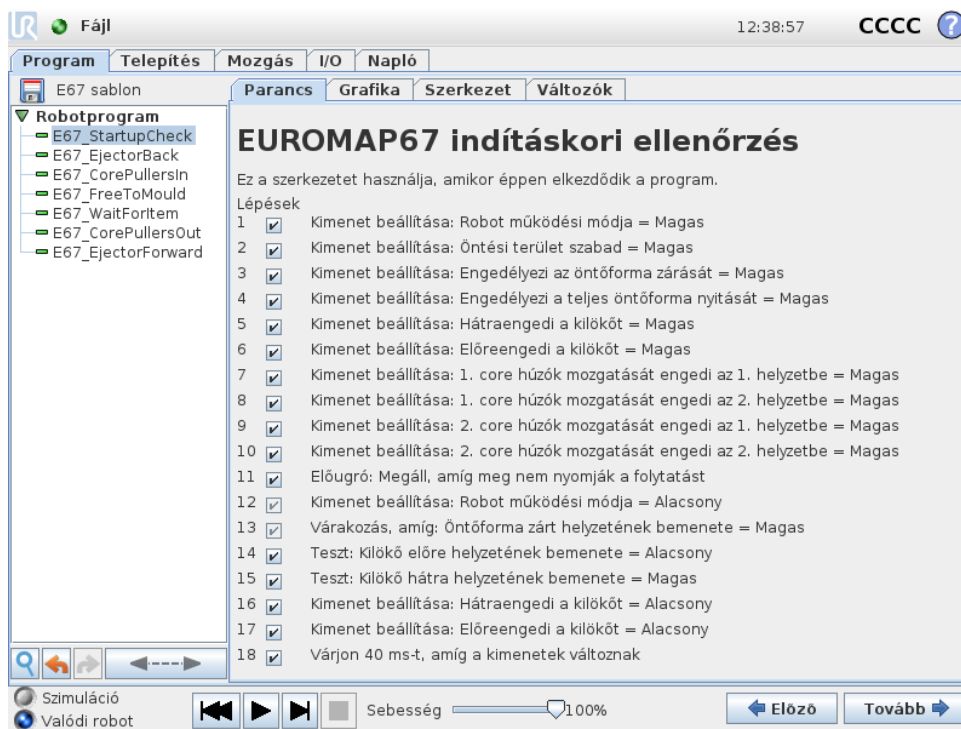 UR Fájl 12:38:57 CCCC ?
Program Telepítés Mozgás I/O Napló
E67 sablon
Parancs Grafika Szerkezet Változók
Robotprogram
E67_StartupCheck
E67_EjectorBack
E67_CorePullersIn
E67_FreeToMould
E67_WaitForItem
E67_CorePullersOut
E67_EjectorForward
EUROMAP67 indításkori ellenőrzés
Ez a szerkezetet használja, amikor éppen elkezdődik a program.
Lépések
1 Kimenet beállítása: Robot működési módja = Magas
2 Kimenet beállítása: Öntési terület szabad = Magas
3 Kimenet beállítása: Engedélyezi az öntőforma zárását = Magas
4 Kimenet beállítása: Engedélyezi a teljes öntőforma nyitását = Magas
5 Kimenet beállítása: Hátraengedi a kilökőt = Magas
6 Kimenet beállítása: Előreengedi a kilökőt = Magas
7 Kimenet beállítása: 1. core húzók mozgatását engedi az 1. helyzetbe = Magas
8 Kimenet beállítása: 1. core húzók mozgatását engedi az 2. helyzetbe = Magas
9 Kimenet beállítása: 2. core húzók mozgatását engedi az 1. helyzetbe = Magas
10 Kimenet beállítása: 2. core húzók mozgatását engedi az 2. helyzetbe = Magas
11 Előugró: Megáll, amíg meg nem nyomják a folytatást
12 Kimenet beállítása: Robot működési módja = Alacsony
13 Várakozás, amíg: Öntőforma zárt helyzetének bemenete = Magas
14 Teszt: Kilökő előre helyzetének bemenete = Alacsony
15 Teszt: Kilökő hátra helyzetének bemenete = Magas
16 Kimenet beállítása: Hátraengedi a kilökőt = Alacsony
17 Kimenet beállítása: Előreengedi a kilökőt = Alacsony
18 Várjon 40 ms-t, amíg a kimenetek változnak
Szimuláció
Valódi robot
Sebesség 100%
Előző Tovább